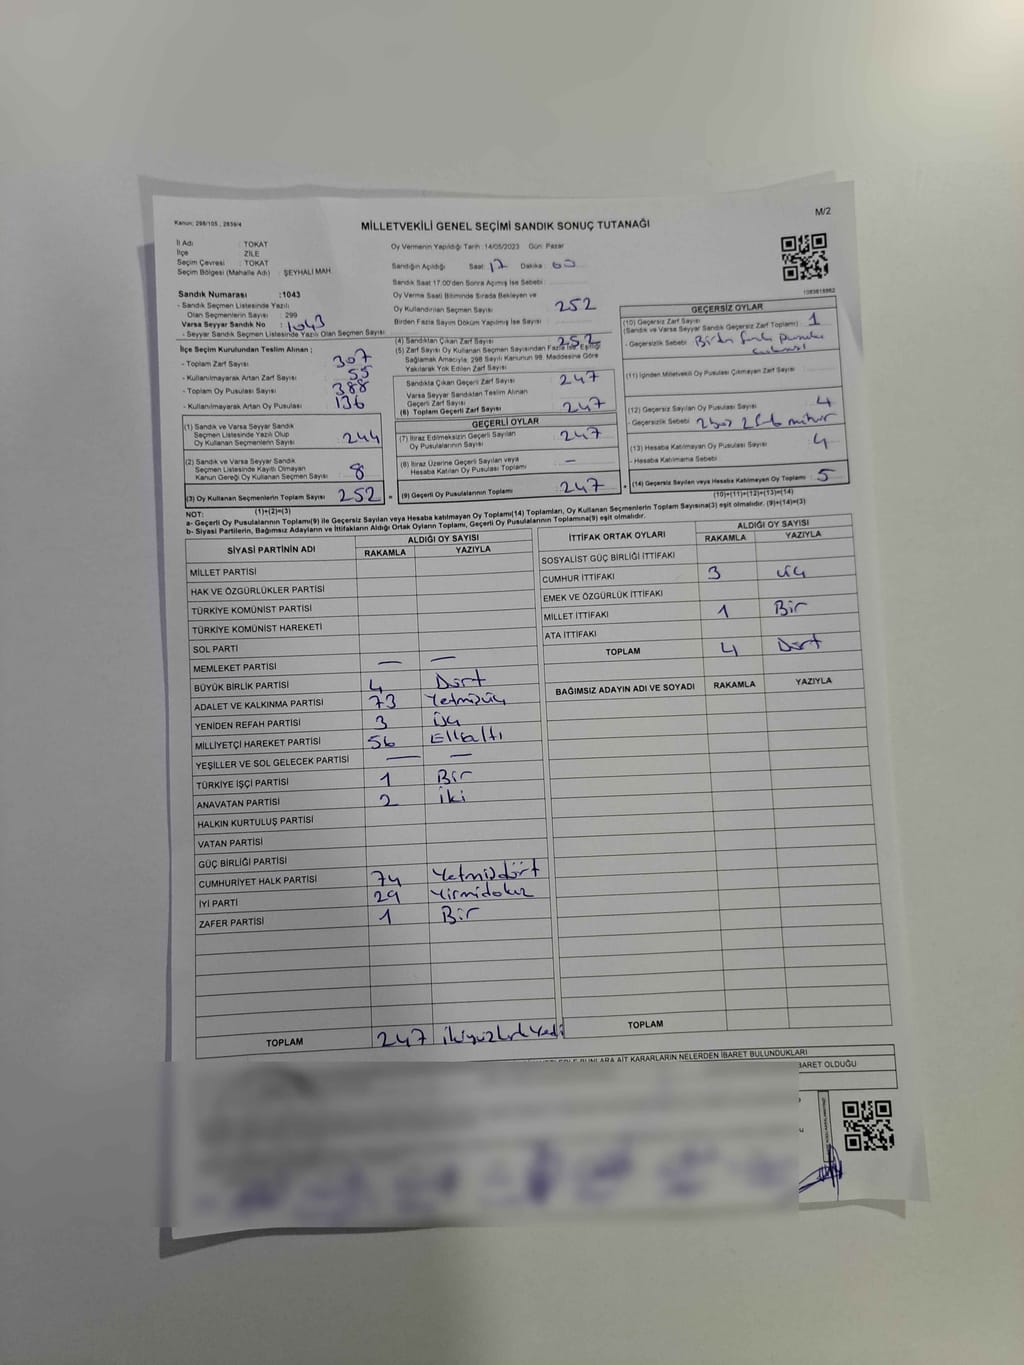 Kanun: 298/105 , 2839/4
M/2
MİLLETVEKİLİ GENEL SEÇİMİ SANDIK SONUÇ TUTANAĞI
İl Adı : TOKAT
İlçe : ZİLE
Seçim Çevresi : TOKAT
Seçim Bölgesi (Mahalle Adı) : ŞEYHALİ MAH.
Oy Vermenin Yapıldığı Tarih :14/05/2023 Gün: Pazar
Sandığın Açıldığı Saat: 17 Dakika:
Sandık Saat 17.00'den Sonra Açılmış İse Sebebi:
Sandık Numarası :1043
- Sandık Seçmen Listesinde Yazılı
Olan Seçmenlerin Sayısı : 299
Varsa Seyyar Sandık No : 1043
- Seyyar Sandık Seçmen Listesinde Yazılı Olan Seçmen Sayısı
Oy Verme Saati Bitiminde Sırada Bekleyen ve
Oy Kullandırılan Seçmen Sayısı 252
Birden Fazla Sayım Döküm Yapılmış İse Sayısı
İlçe Seçim Kurulundan Teslim Alınan ;
- Toplam Zarf Sayısı 307
- Kullanılmayarak Artan Zarf Sayısı 55
- Toplam Oy Pusulası Sayısı 388
- Kullanılmayarak Artan Oy Pusulası 136
(1) Sandık ve Varsa Seyyar Sandık
Seçmen Listesinde Yazılı Olup
Oy Kullanan Seçmenlerin Sayısı 244
(2) Sandık ve Varsa Seyyar Sandık
Seçmen Listesinde Kayıtlı Olmayan
Kanun Gereği Oy Kullanan Seçmen Sayısı 8
(3) Oy Kullanan Seçmenlerin Toplam Sayısı 252
(1)+(2)=(3)
(4) Sandıktan Çıkan Zarf Sayısı 252
(5) Zarf Sayısı Oy Kullanan Seçmen Sayısından Fazla İse, Eşitliği
Sağlamak Amacıyla, 298 Sayılı Kanunun 98. Maddesine Göre
Yakılarak Yok Edilen Zarf Sayısı
Sandıkta Çıkan Geçerli Zarf Sayısı 247
Varsa Seyyar Sandıktan Teslim Alınan
Geçerli Zarf Sayısı
(6) Toplam Geçerli Zarf Sayısı 247
GEÇERLİ OYLAR
(7) İtiraz Edilmeksizin Geçerli Sayılan
Oy Pusulalarının Sayısı 247
(8) İtiraz Üzerine Geçerli Sayılan veya
Hesaba Katılan Oy Pusulası Toplamı —
(9) Geçerli Oy Pusulalarının Toplamı 247
GEÇERSİZ OYLAR
(10) Geçersiz Zarf Sayısı
(Sandık ve Varsa Seyyar Sandık Geçersiz Zarf Toplamı) 1
- Geçersizlik Sebebi:
(11) İçinden Milletvekili Oy Pusulası Çıkmayan Zarf Sayısı
(12) Geçersiz Sayılan Oy Pusulası Sayısı 4
- Geçersizlik Sebebi
(13) Hesaba Katılmayan Oy Pusulası Sayısı 4
- Hesaba Katılmama Sebebi
(14) Geçersiz Sayılan veya Hesaba Katılmayan Oy Toplamı 5
(10)+(11)+(12)+(13)=(14)
NOT:
a- Geçerli Oy Pusulalarının Toplamı(9) ile Geçersiz Sayılan veya Hesaba katılmayan Oy Toplamı(14) Toplamları, Oy Kullanan Seçmenlerin Toplam Sayısına(3) eşit olmalıdır. (9)+(14)=(3)
b- Siyasi Partilerin, Bağımsız Adayların ve İttifakların Aldığı Ortak Oyların Toplamı, Geçerli Oy Pusulalarının Toplamına(9) eşit olmalıdır.
SİYASİ PARTİNİN ADI ALDIĞI OY SAYISI
RAKAMLA YAZIYLA
MİLLET PARTİSİ
HAK VE ÖZGÜRLÜKLER PARTİSİ
TÜRKİYE KOMÜNİST PARTİSİ
TÜRKİYE KOMÜNİST HAREKETİ
SOL PARTİ
MEMLEKET PARTİSİ — —
BÜYÜK BİRLİK PARTİSİ 4 Dört
ADALET VE KALKINMA PARTİSİ 73 Yetmişüç
YENİDEN REFAH PARTİSİ 3 Üç
MİLLİYETÇİ HAREKET PARTİSİ 56 Ellialtı
YEŞİLLER VE SOL GELECEK PARTİSİ — —
TÜRKİYE İŞÇİ PARTİSİ 1 Bir
ANAVATAN PARTİSİ 2 iki
HALKIN KURTULUŞ PARTİSİ
VATAN PARTİSİ
GÜÇ BİRLİĞİ PARTİSİ
CUMHURİYET HALK PARTİSİ 74 Yetmişdört
İYİ PARTİ 29 Yirmidokuz
ZAFER PARTİSİ 1 Bir
TOPLAM 247 ikiyüzkırkYedi
İTTİFAK ORTAK OYLARI ALDIĞI OY SAYISI
RAKAMLA YAZIYLA
SOSYALİST GÜÇ BİRLİĞİ İTTİFAKI
CUMHUR İTTİFAKI 3 üç
EMEK VE ÖZGÜRLÜK İTTİFAKI
MİLLET İTTİFAKI 1 Bir
ATA İTTİFAKI
TOPLAM 4 Dört
BAĞIMSIZ ADAYIN ADI VE SOYADI RAKAMLA YAZIYLA
TOPLAM
BUNLARA AİT KARARLARIN NELERDEN İBARET BULUNDUKLARI
İBARET OLDUĞU